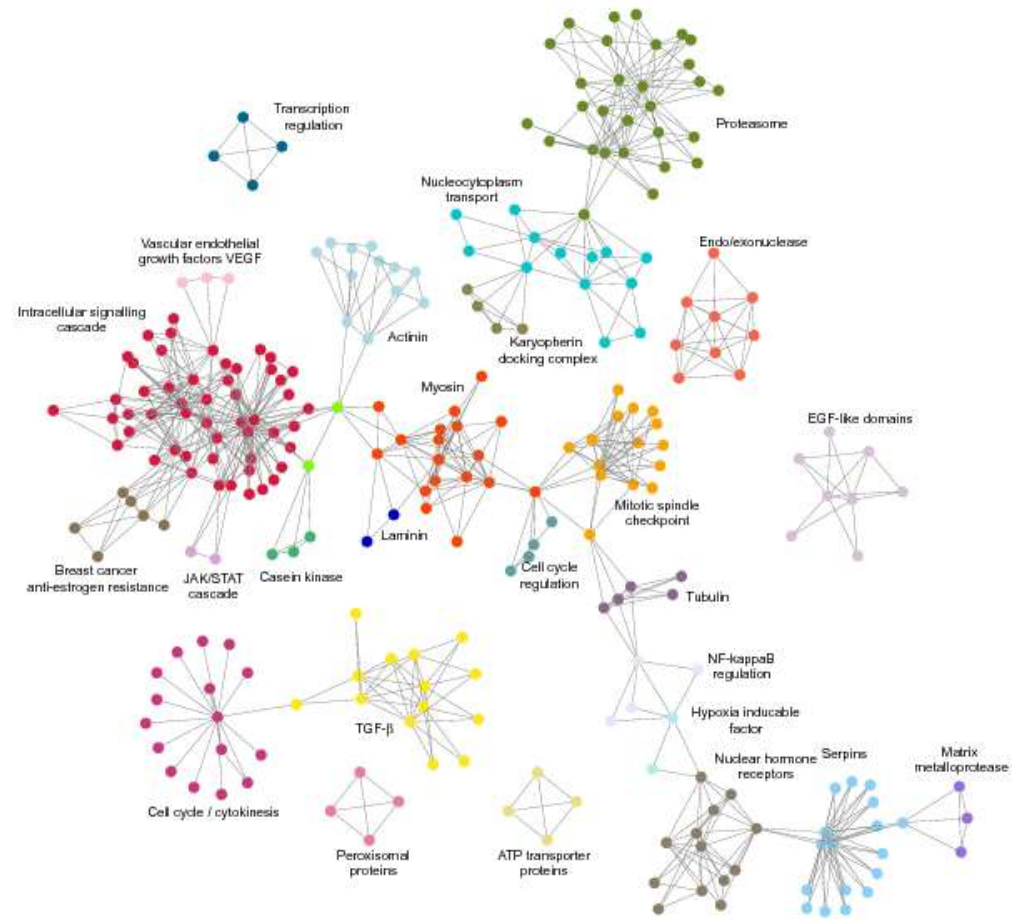 Transcription
regulation
Proteasome
Nucleocytoplasm
transport
Vascular endothelial
growth factors VEGF
Endo/exonuclease
Intracellular signalling
cascade
Actinin
Karyopherin
docking complex
Myosin
EGF-like domains
Mitotic spindle
checkpoint
Laminin
Breast cancer
anti-estrogen resistance
JAK/STAT
cascade
Casein kinase
Cell cycle
regulation
Tubulin
NF-kappaB
regulation
TGF-β
Hypoxia inducable
factor
Nuclear hormone
receptors
Serpins
Matrix
metalloprotease
Cell cycle / cytokinesis
Peroxisomal
proteins
ATP transporter
proteins